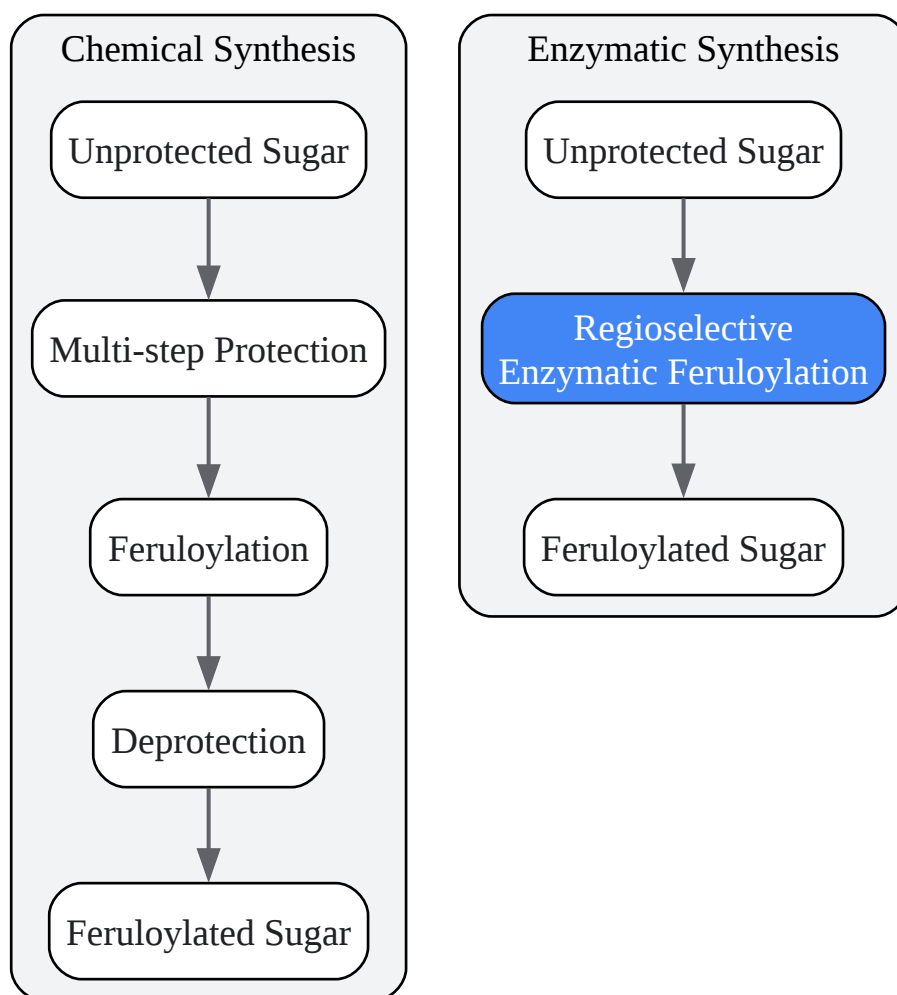 Chemical Synthesis
Unprotected Sugar
Multi-step Protection
Feruloylation
Deprotection
Feruloylated Sugar
Enzymatic Synthesis
Unprotected Sugar
Regioselective
Enzymatic Feruloylation
Feruloylated Sugar